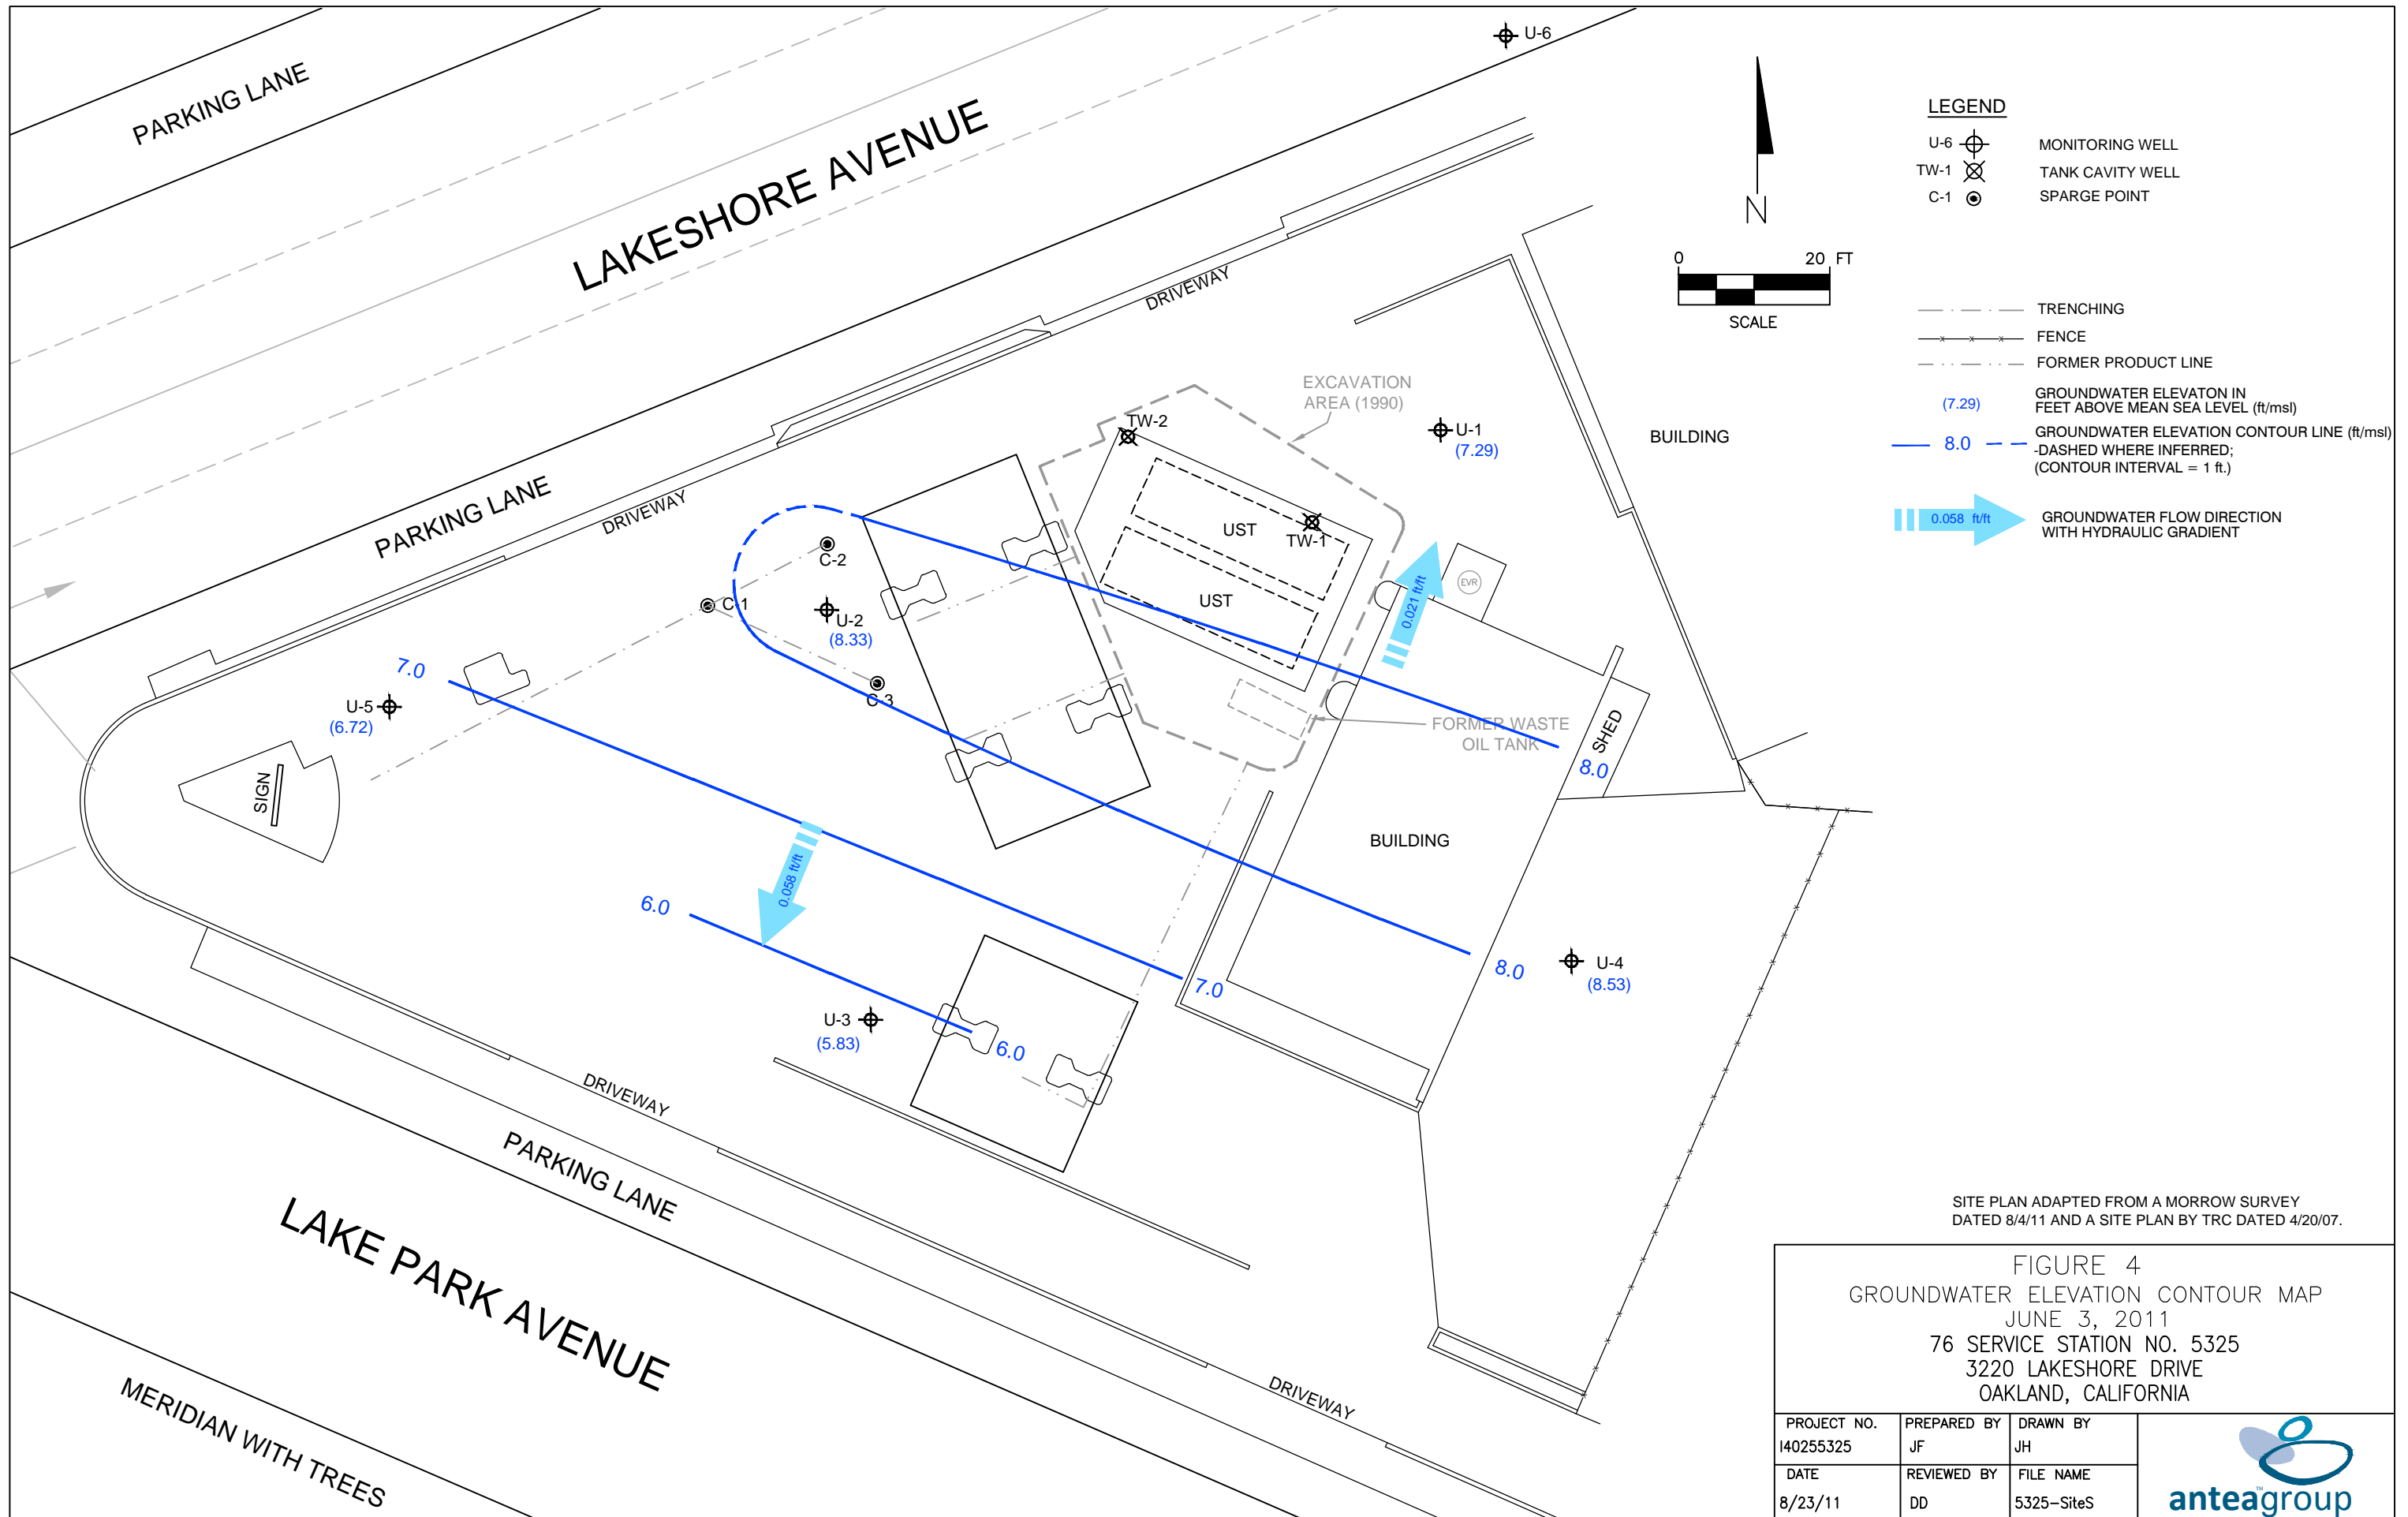 U-6
PARKING LANE
LAKESHORE AVENUE
N
0 20 FT
SCALE
LEGEND
U-6 MONITORING WELL
TW-1 TANK CAVITY WELL
C-1 SPARGE POINT
TRENCHING
FENCE
FORMER PRODUCT LINE
(7.29) GROUNDWATER ELEVATON IN
FEET ABOVE MEAN SEA LEVEL (ft/msl)
8.0 GROUNDWATER ELEVATION CONTOUR LINE (ft/msl)
-DASHED WHERE INFERRED;
(CONTOUR INTERVAL = 1 ft.)
0.058 ft/ft GROUNDWATER FLOW DIRECTION
WITH HYDRAULIC GRADIENT
DRIVEWAY
EXCAVATION
AREA (1990)
TW-2
U-1
(7.29)
BUILDING
PARKING LANE
DRIVEWAY
UST
TW-1
UST
C-2
C-1
U-2
(8.33)
C-3
EVR
0.021 ft/ft
7.0
U-5
(6.72)
SIGN
FORMER WASTE
OIL TANK
SHED
8.0
BUILDING
0.058 ft/ft
6.0
7.0
8.0
U-4
(8.53)
U-3
(5.83)
6.0
DRIVEWAY
PARKING LANE
LAKE PARK AVENUE
DRIVEWAY
MERIDIAN WITH TREES
SITE PLAN ADAPTED FROM A MORROW SURVEY
DATED 8/4/11 AND A SITE PLAN BY TRC DATED 4/20/07.
FIGURE 4
GROUNDWATER ELEVATION CONTOUR MAP
JUNE 3, 2011
76 SERVICE STATION NO. 5325
3220 LAKESHORE DRIVE
OAKLAND, CALIFORNIA
PROJECT NO. PREPARED BY DRAWN BY
I40255325 JF JH
DATE REVIEWED BY FILE NAME
8/23/11 DD 5325-SiteS
anteagroup™